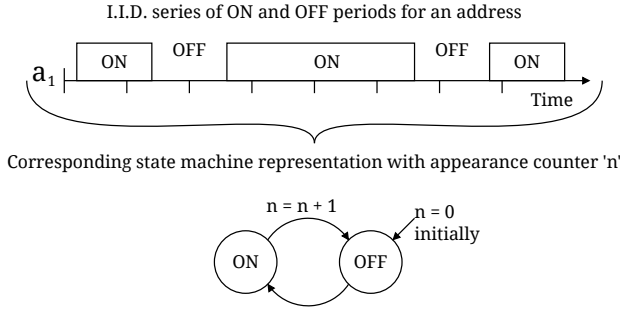 I.I.D. series of ON and OFF periods for an address
ON OFF ON OFF ON
a1
Time
Corresponding state machine representation with appearance counter 'n'
n = n + 1
n = 0
initially
ON OFF